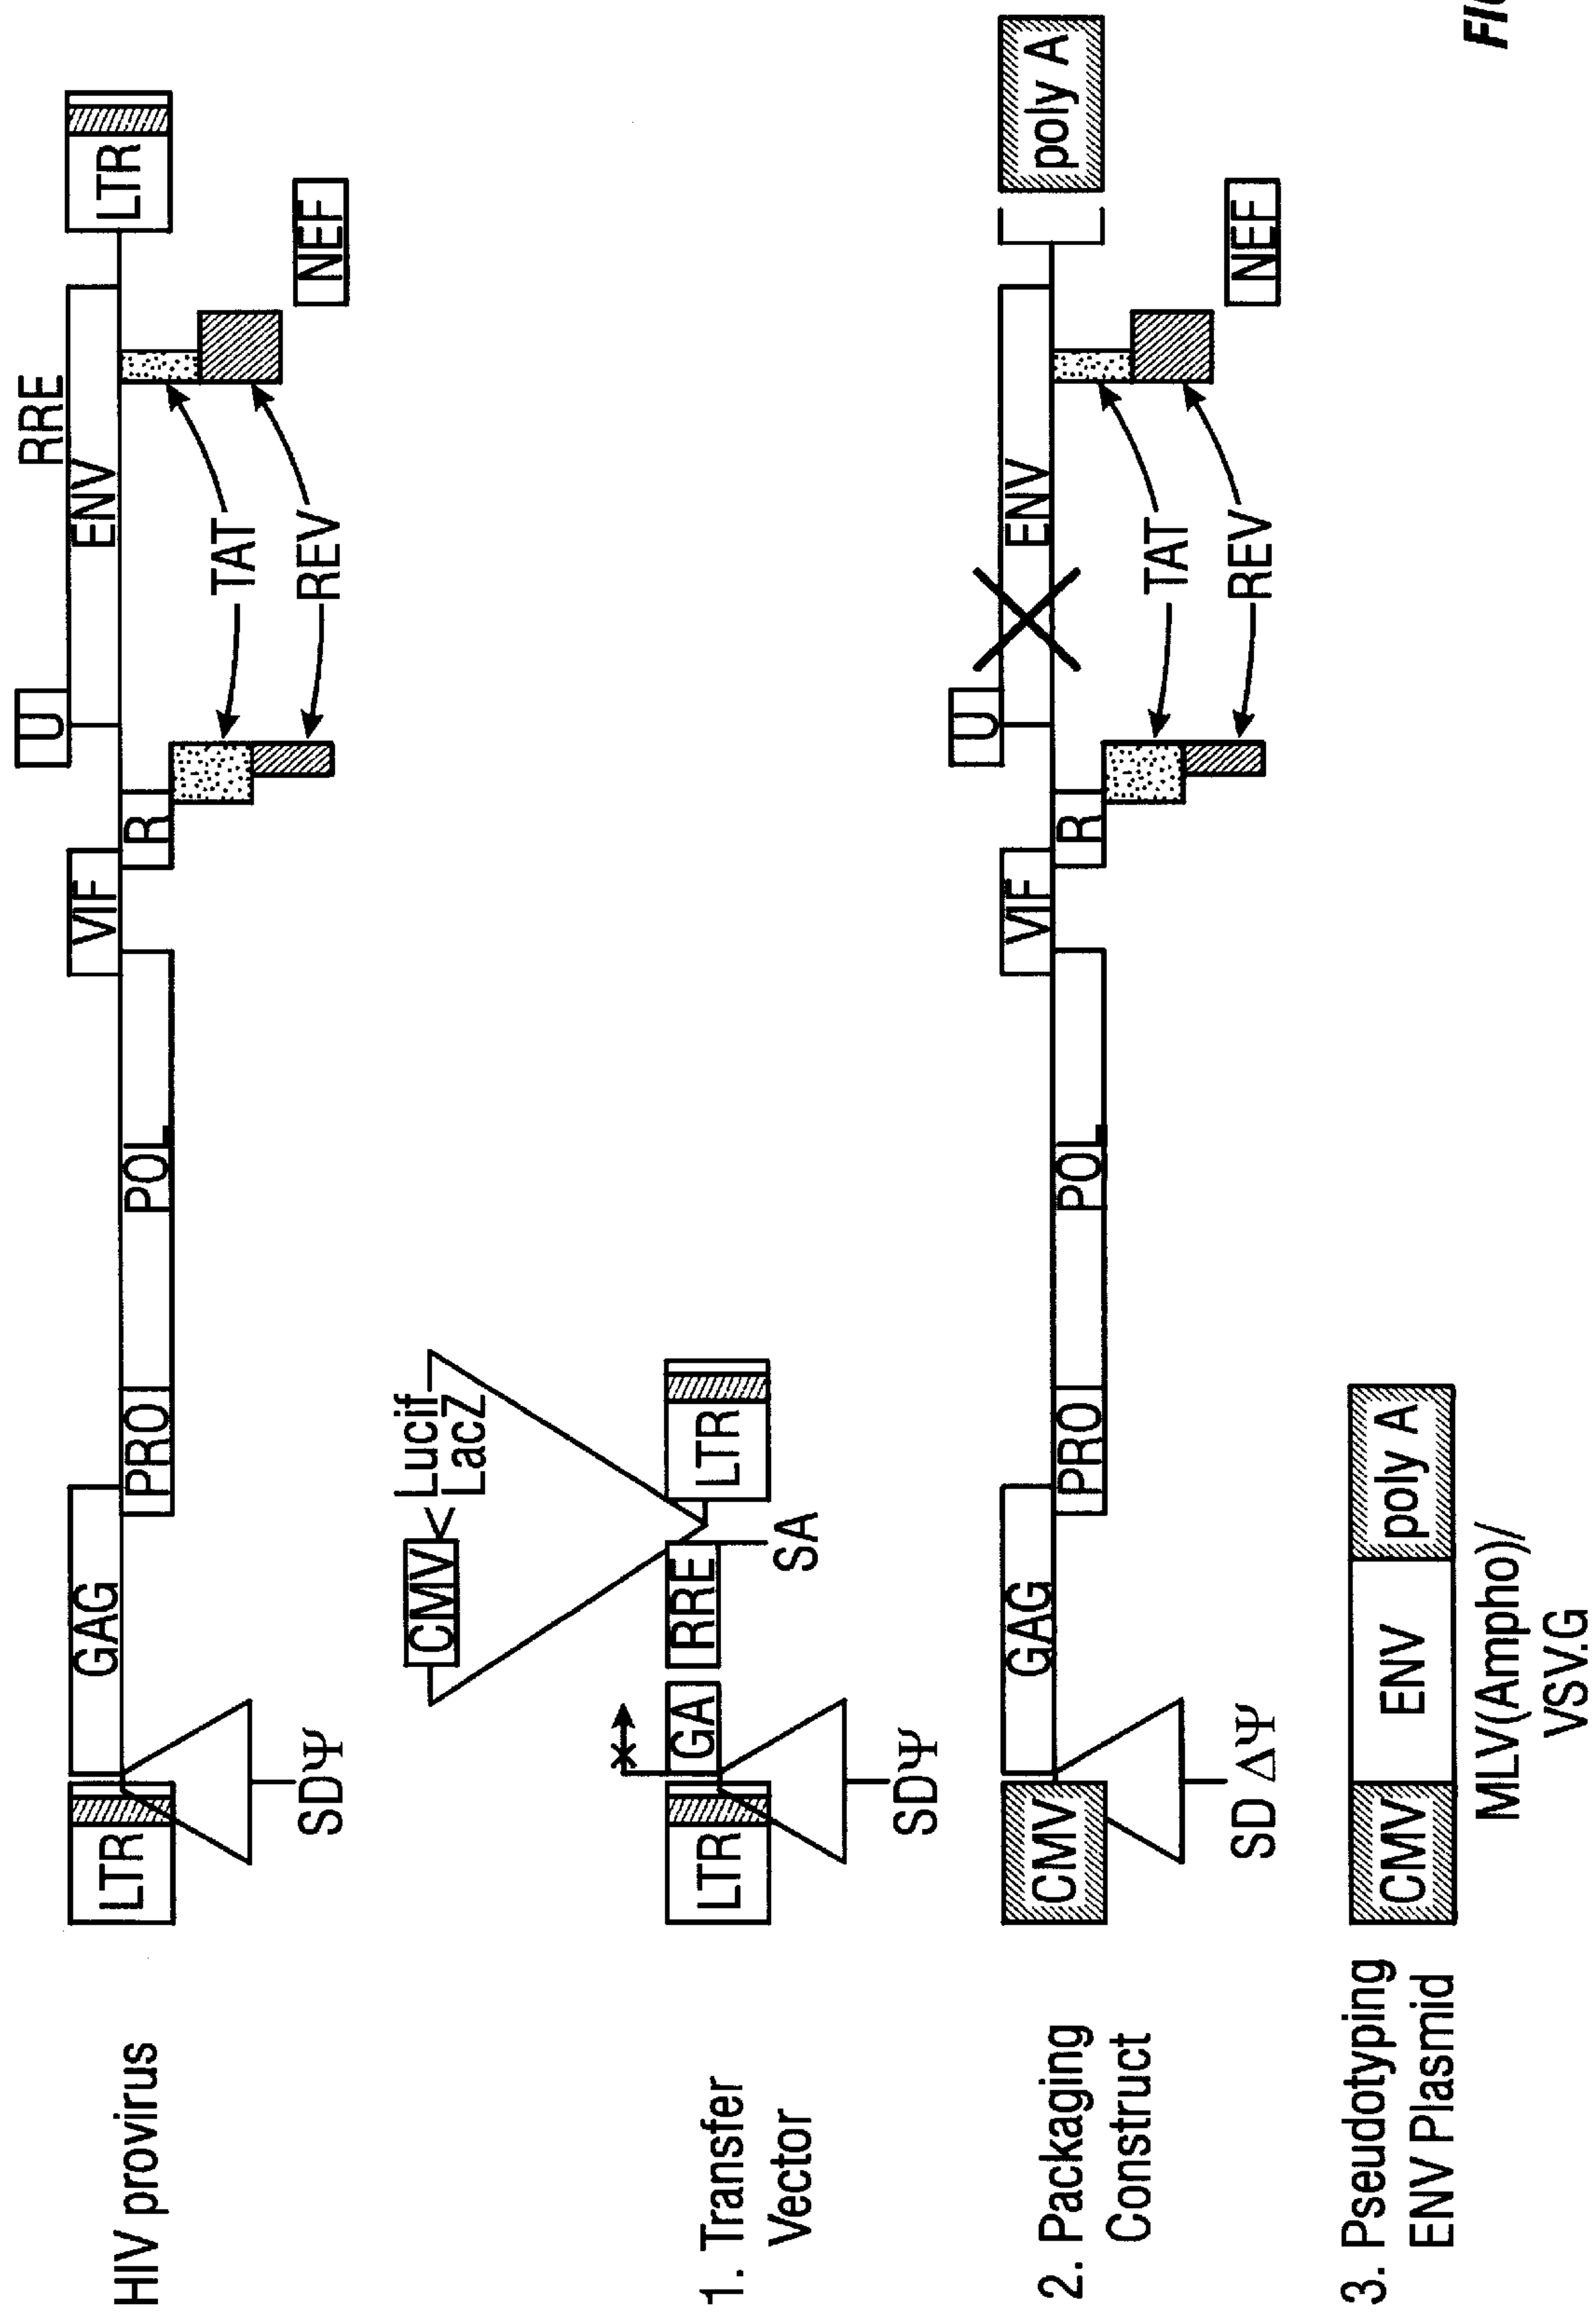 HIV provirus
LTR
GAG
PRO
POL
VIF
R
U
ENV
RRE
LTR
TAT
REV
NEF
SDΨ
CMV < Lucif
LacZ
1. Transfer
Vector
LTR
GA
RRE
LTR
SDΨ
SA
2. Packaging
Construct
CMV
GAG
PRO
POL
VIF
R
U
ENV
poly A
TAT
REV
NEF
SD ΔΨ
3. Pseudotyping
ENV Plasmid
CMV
ENV
poly A
MLV(Ampho)/
VSV.G